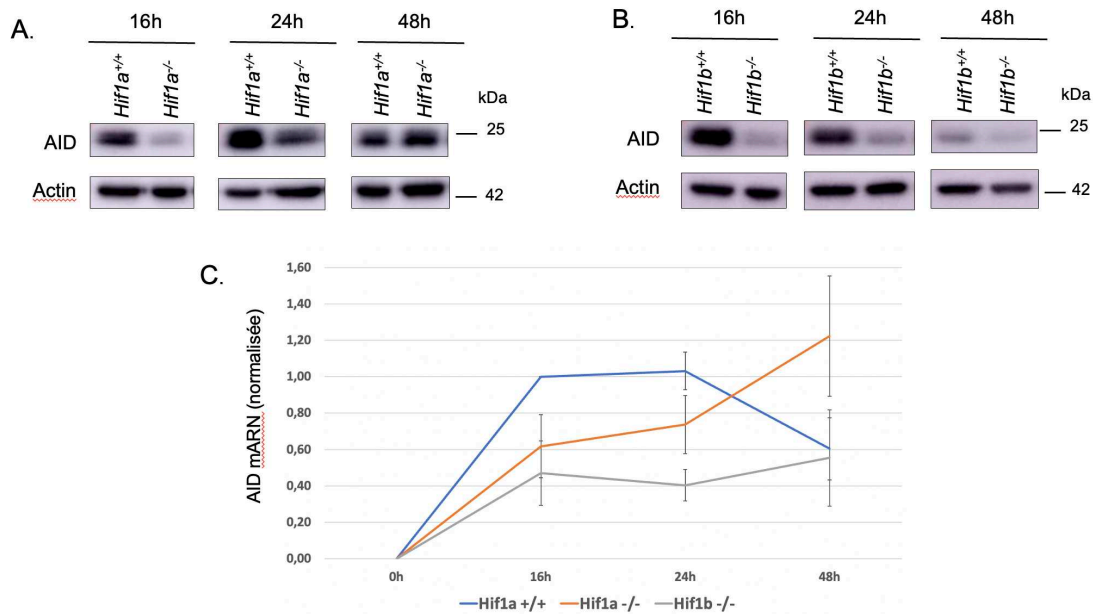 A.
16h 24h 48h
Hif1a+/+ Hif1a-/- Hif1a+/+ Hif1a-/- Hif1a+/+ Hif1a-/-
kDa
AID 25
Actin 42
B.
16h 24h 48h
Hif1b+/+ Hif1b-/- Hif1b+/+ Hif1b-/- Hif1b+/+ Hif1b-/-
kDa
AID 25
Actin 42
C.
AID mARN (normalisée)
1,60
1,40
1,20
1,00
0,80
0,60
0,40
0,20
0,00
0h 16h 24h 48h
Hif1a +/+ Hif1a -/- Hif1b -/-